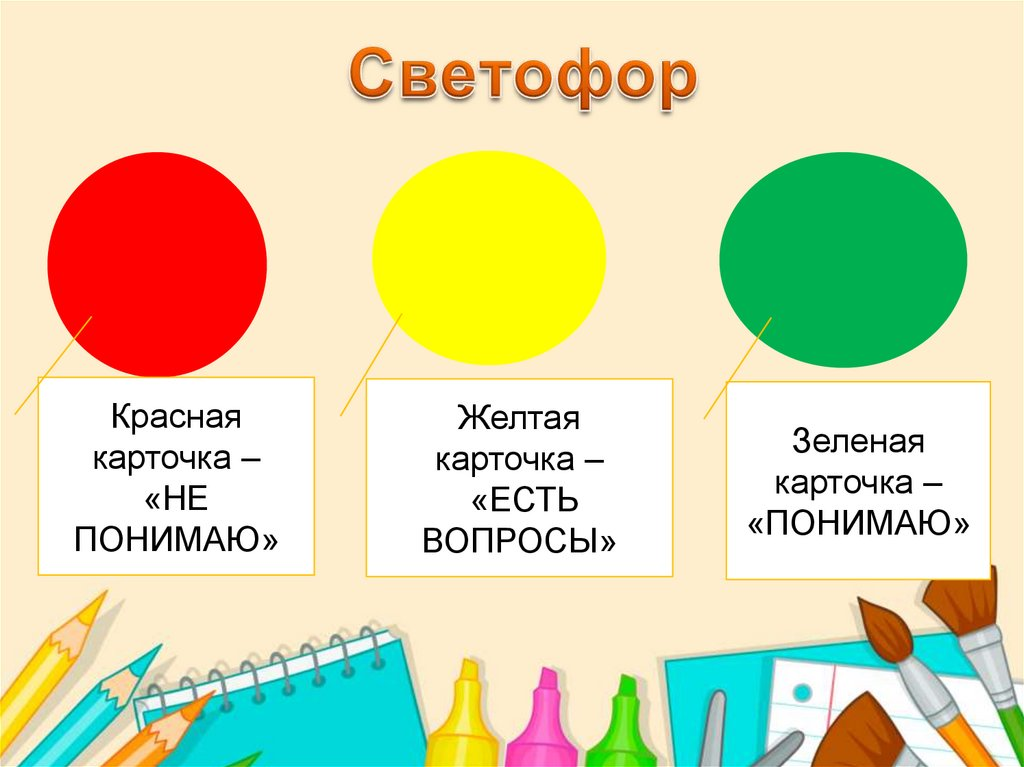 Светофор
Красная
карточка –
«НЕ
ПОНИМАЮ»
Желтая
карточка –
«ЕСТЬ
ВОПРОСЫ»
Зеленая
карточка –
«ПОНИМАЮ»